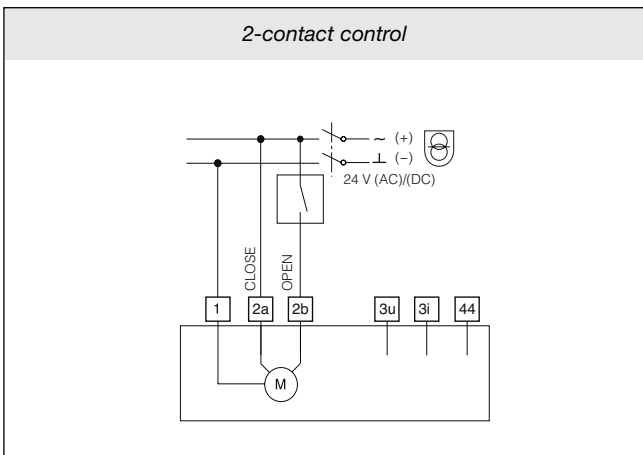 2-contact control
~ (+)
⊥ (–)
24 V (AC)/(DC)
CLOSE
OPEN
1 2a 2b 3u 3i 44
M